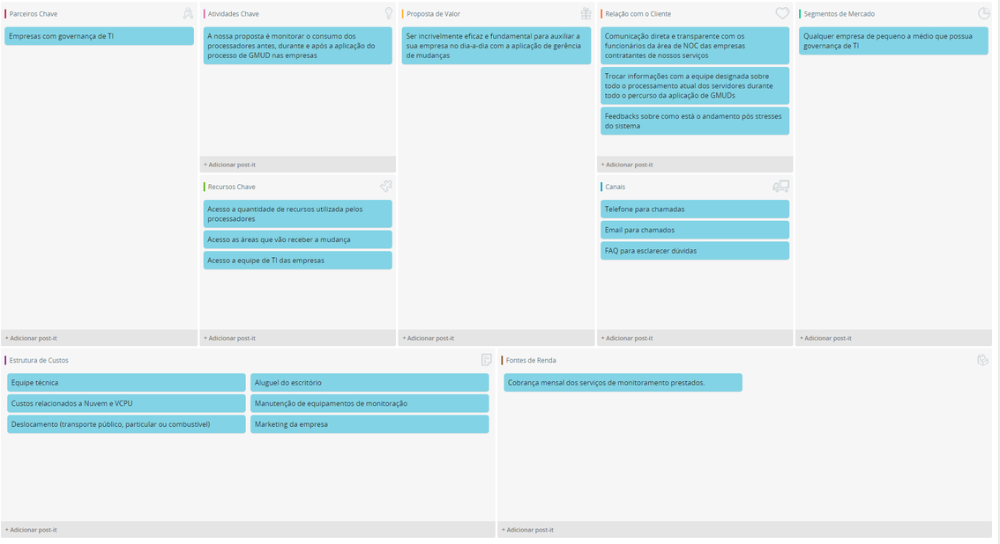 Parceiros Chave
Empresas com governança de TI
+ Adicionar post-it
Atividades Chave
A nossa proposta é monitorar o consumo dos
processadores antes, durante e após a aplicação do
processo de GMUD nas empresas
+ Adicionar post-it
Recursos Chave
Acesso a quantidade de recursos utilizada pelos
processadores
Acesso as áreas que vão receber a mudança
Acesso a equipe de TI das empresas
+ Adicionar post-it
Proposta de Valor
Ser incrivelmente eficaz e fundamental para auxiliar a
sua empresa no dia-a-dia com a aplicação de gerência
de mudanças
+ Adicionar post-it
Relação com o Cliente
Comunicação direta e transparente com os
funcionários da área de NOC das empresas
contratantes de nossos serviços
Trocar informações com a equipe designada sobre
todo o processamento atual dos servidores durante
todo o percurso da aplicação de GMUDs
Feedbacks sobre como está o andamento pós stresses
do sistema
+ Adicionar post-it
Canais
Telefone para chamadas
Email para chamados
FAQ para esclarecer dúvidas
+ Adicionar post-it
Segmentos de Mercado
Qualquer empresa de pequeno a médio que possua
governança de TI
+ Adicionar post-it
Estrutura de Custos
Equipe técnica
Aluguel do escritório
Custos relacionados a Nuvem e VCPU
Manutenção de equipamentos de monitoração
Deslocamento (transporte público, particular ou combustível)
Marketing da empresa
+ Adicionar post-it
Fontes de Renda
Cobrança mensal dos serviços de monitoramento prestados.
+ Adicionar post-it